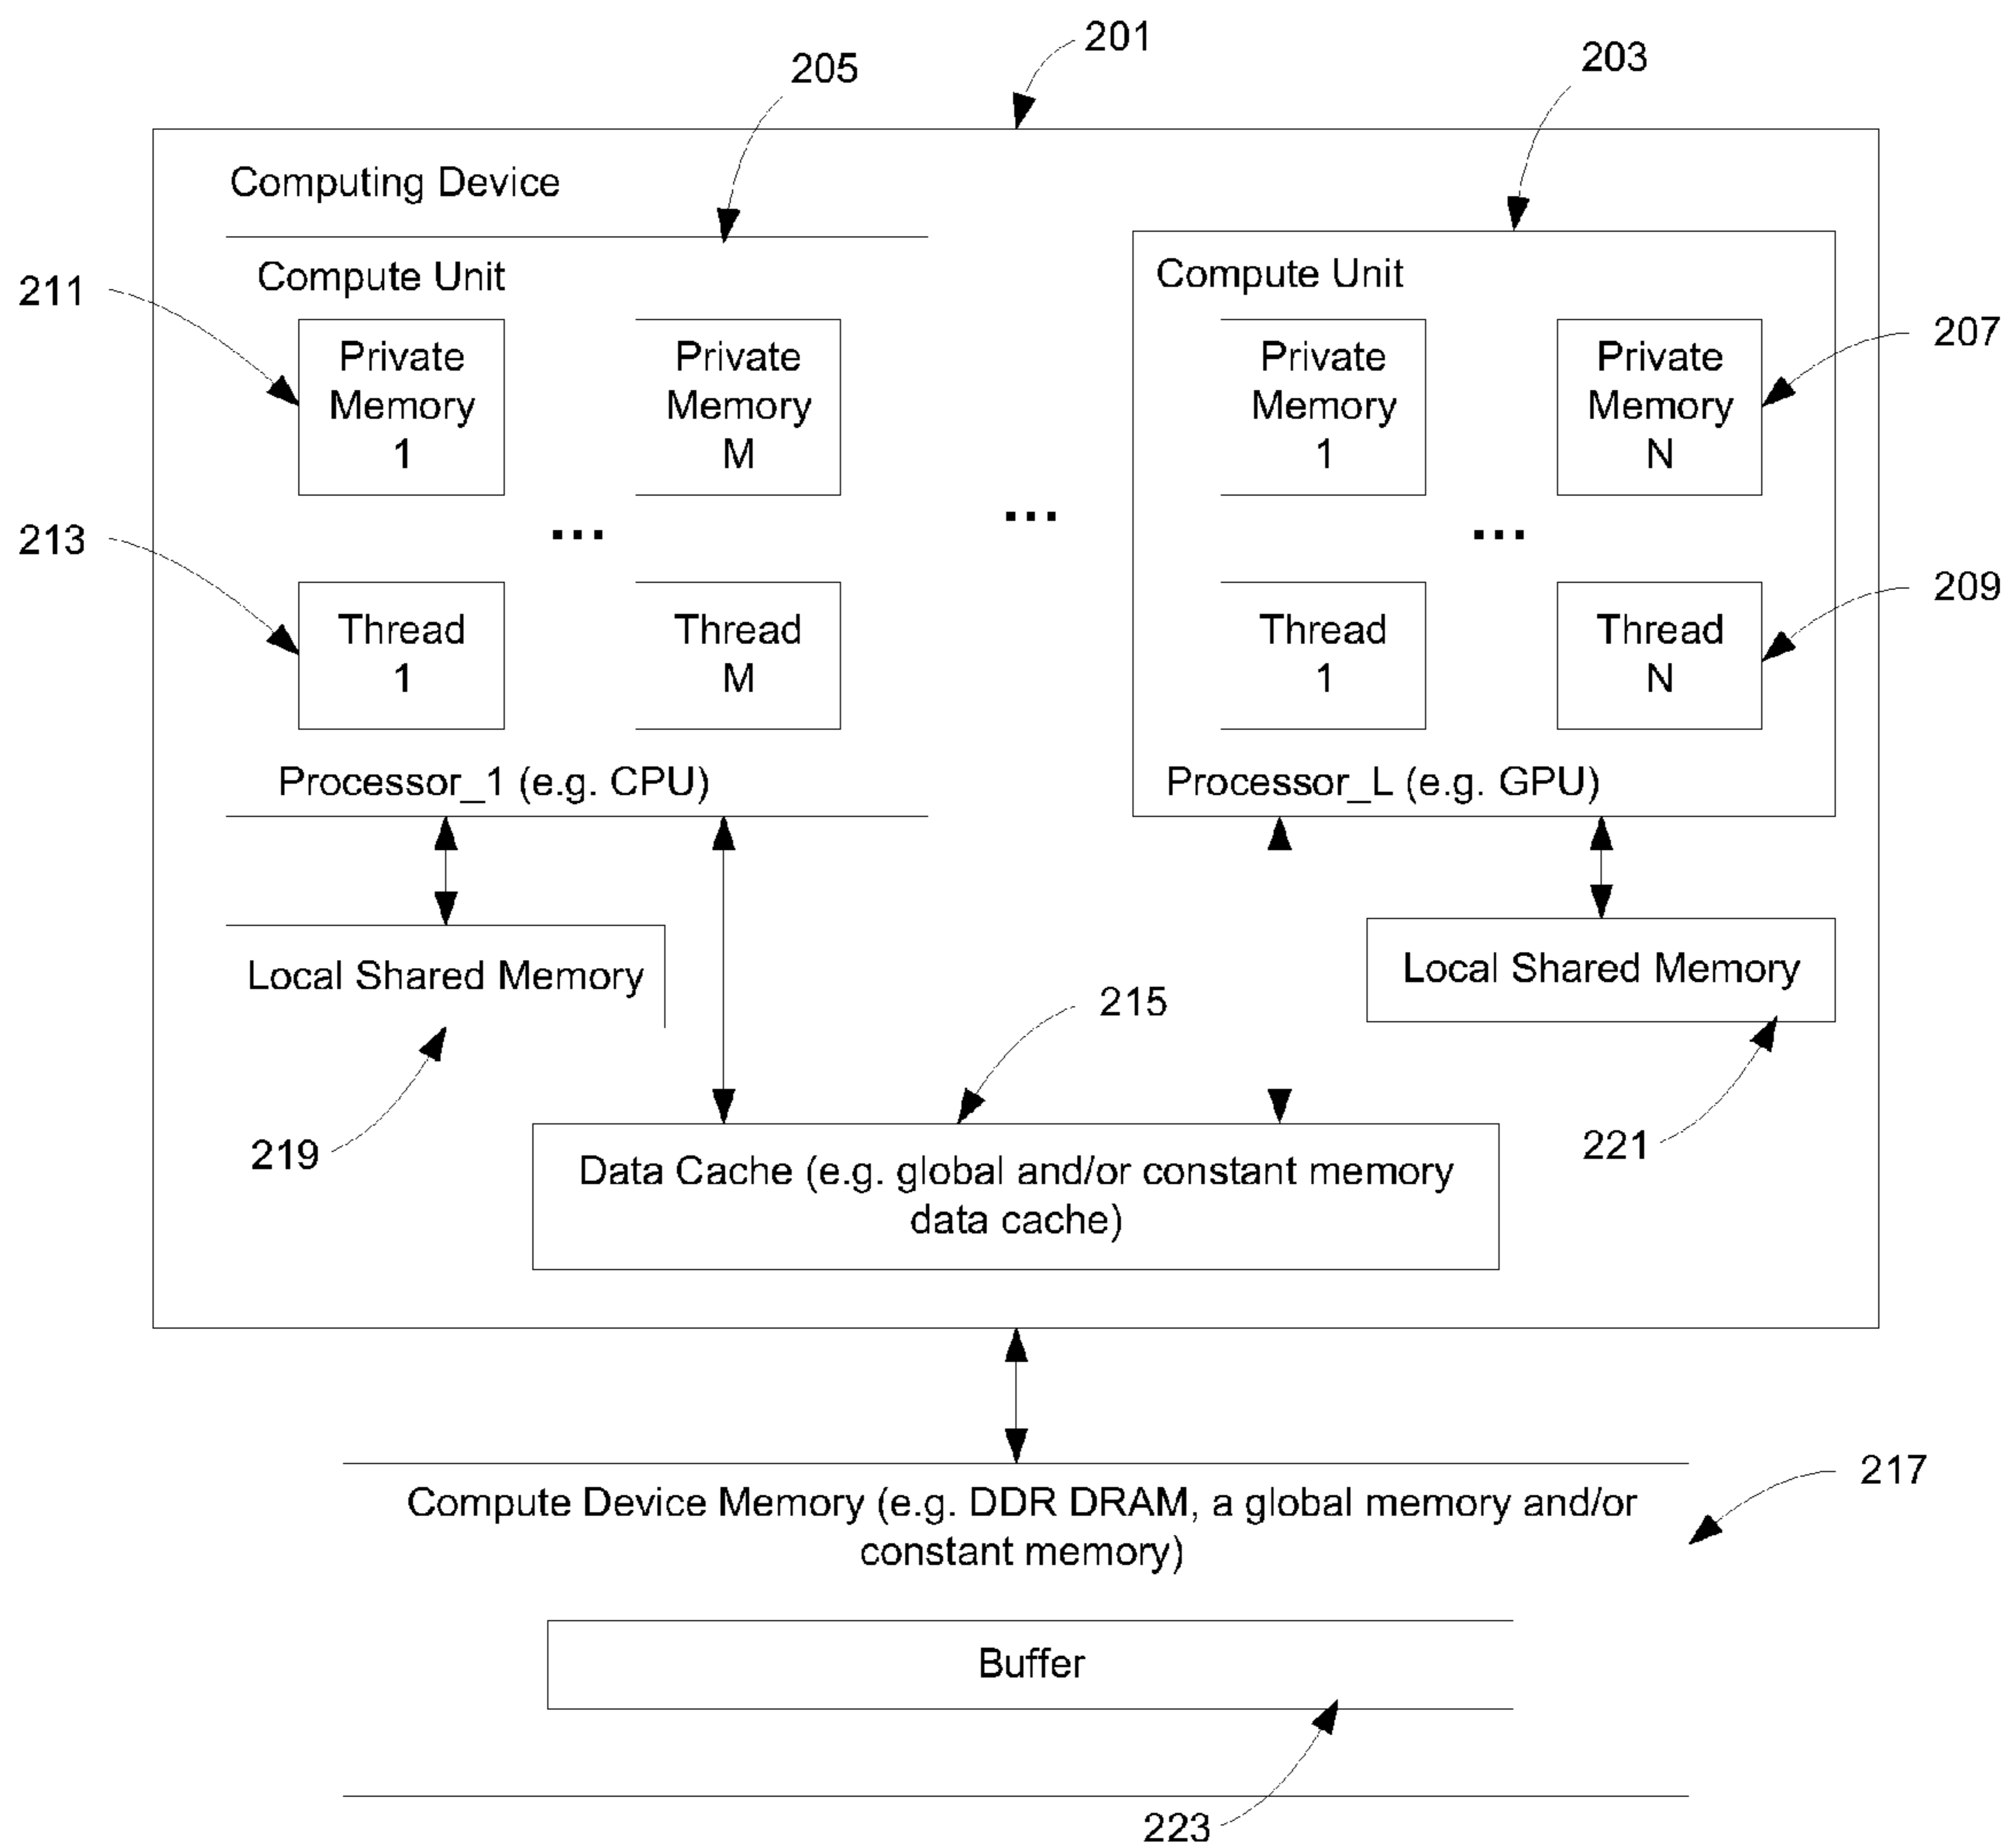 201
203
205
Computing Device
Compute Unit
Compute Unit
211
207
Private
Memory
1
Private
Memory
M
Private
Memory
1
Private
Memory
N
...
...
...
213
209
Thread
1
Thread
M
Thread
1
Thread
N
Processor_1 (e.g. CPU)
Processor_L (e.g. GPU)
Local Shared Memory
Local Shared Memory
215
219
221
Data Cache (e.g. global and/or constant memory
data cache)
217
Compute Device Memory (e.g. DDR DRAM, a global memory and/or
constant memory)
Buffer
223